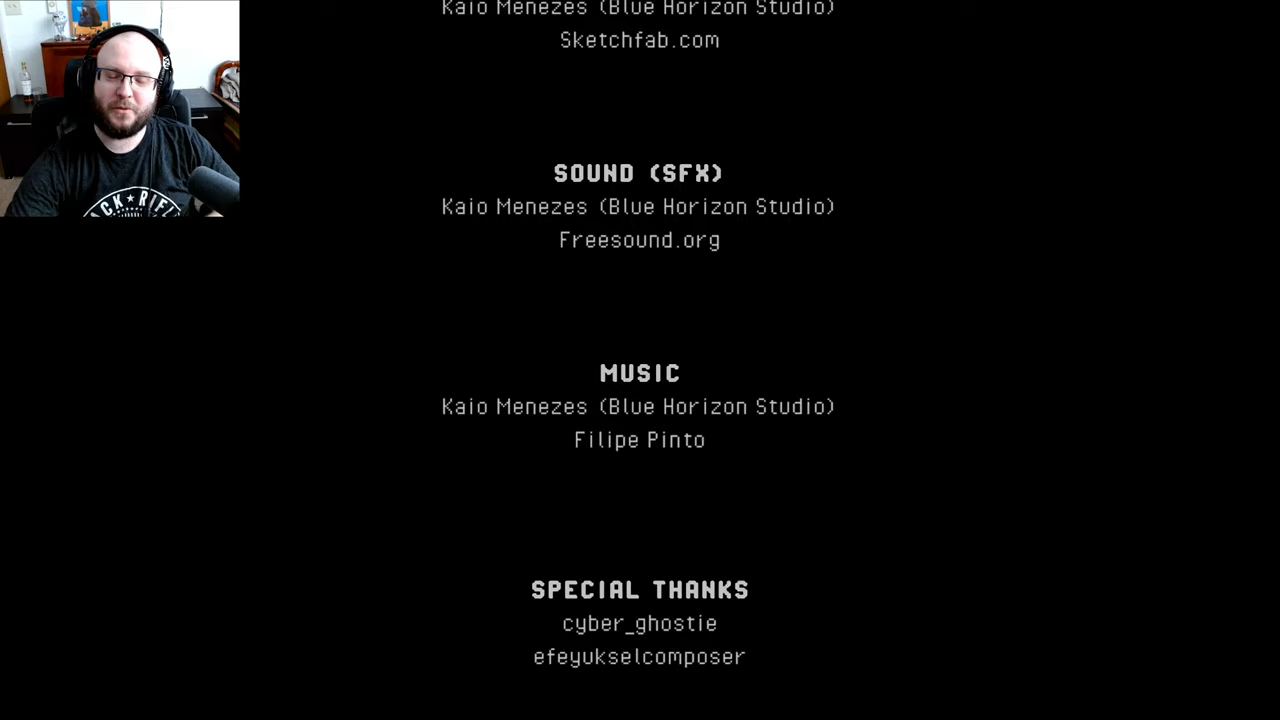 Kaio Menezes (Blue Horizon Studio)
Sketchfab.com
SOUND (SFX)
Kaio Menezes (Blue Horizon Studio)
Freesound.org
MUSIC
Kaio Menezes (Blue Horizon Studio)
Filipe Pinto
SPECIAL THANKS
cyber_ghostie
efeyukselcomposer